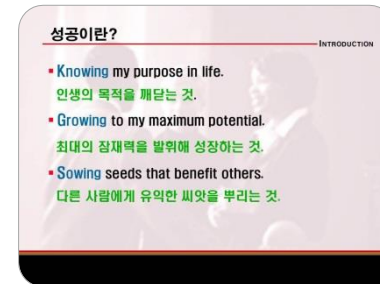 성공이란?
INTRODUCTION
Knowing my purpose in life.
인생의 목적을 깨닫는 것.
Growing to my maximum potential.
최대의 잠재력을 발휘해 성장하는 것.
Sowing seeds that benefit others.
다른 사람에게 유익한 씨앗을 뿌리는 것.